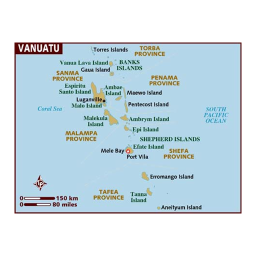 VANUATU
Torres Islands
TORBA
PROVINCE
Vanua Lava Island
BANKS
ISLANDS
Gaua Island
SANMA
PROVINCE
PENAMA
PROVINCE
Espiritu
Santo Island
Ambae
Island
Maewo Island
Luganville
Malo Island
Pentecost Island
Coral Sea
SOUTH
PACIFIC
OCEAN
Malekula
Island
Ambrym Island
Epi Island
MALAMPA
PROVINCE
SHEPHERD ISLANDS
Efate Island
Mele Bay
Port Vila
SHEFA
PROVINCE
Erromango Island
TAFEA
PROVINCE
Tanna
Island
Aneityum Island
0 150 km
0 80 miles